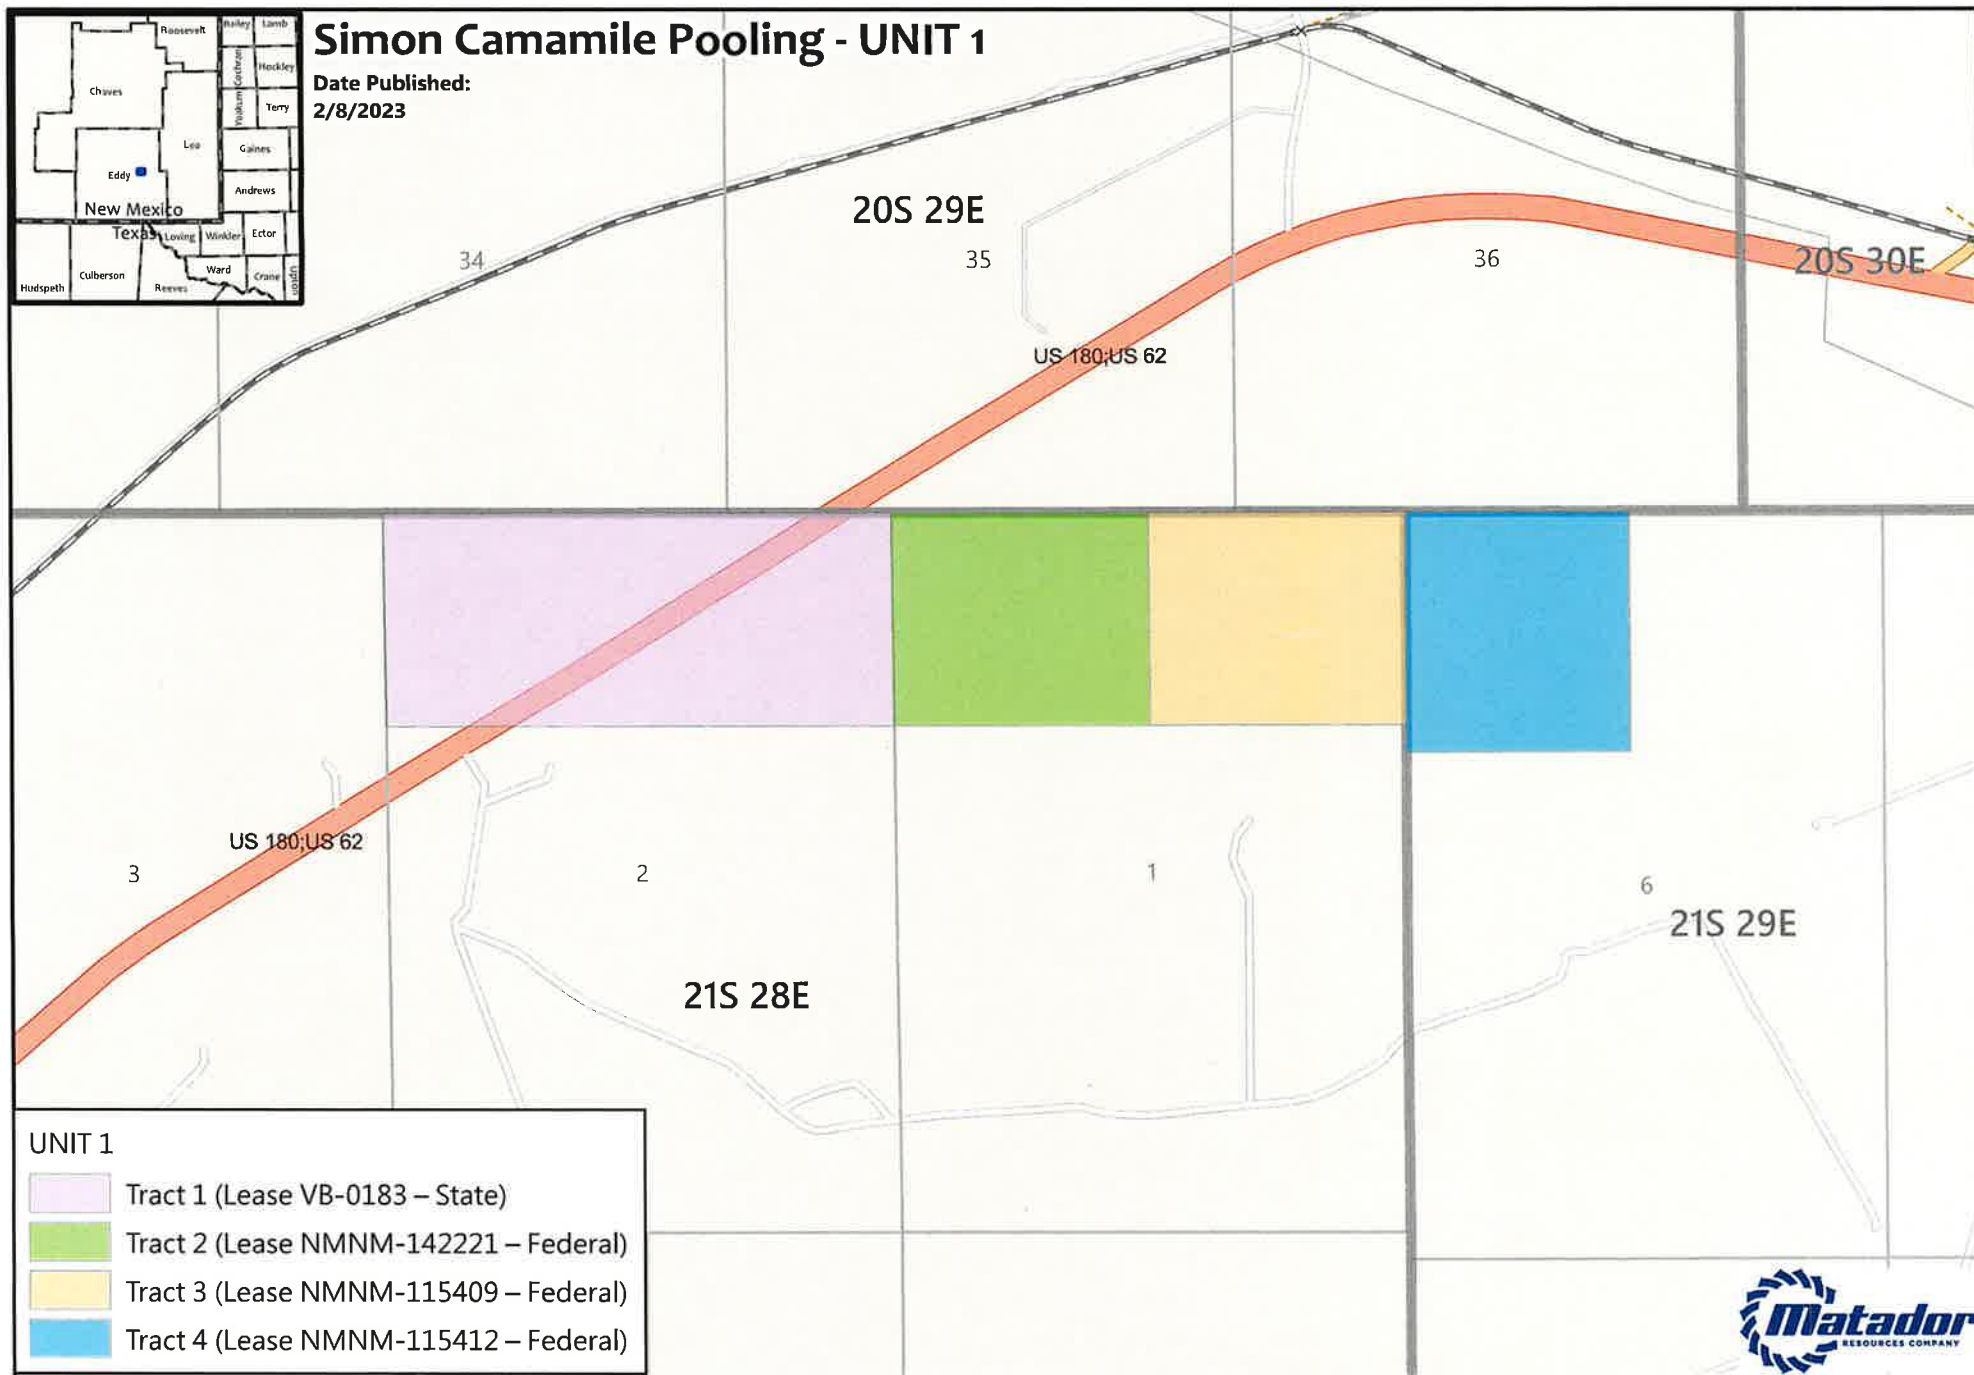 Simon Camamile Pooling - UNIT 1
Date Published:
2/8/2023
Roosevelt
Bailey
Lamb
Chaves
Cochran
Hockley
Yoakum
Terry
Lea
Gaines
Eddy
Andrews
New Mexico
Texas
Loving
Winkler
Ector
Hudspeth
Culberson
Reeves
Ward
Crane
Upton
20S 29E
34
35
36
20S 30E
US 180;US 62
US 180;US 62
3
2
1
6
21S 29E
21S 28E
UNIT 1
Tract 1 (Lease VB-0183 – State)
Tract 2 (Lease NMNM-142221 – Federal)
Tract 3 (Lease NMNM-115409 – Federal)
Tract 4 (Lease NMNM-115412 – Federal)
Matador
RESOURCES COMPANY